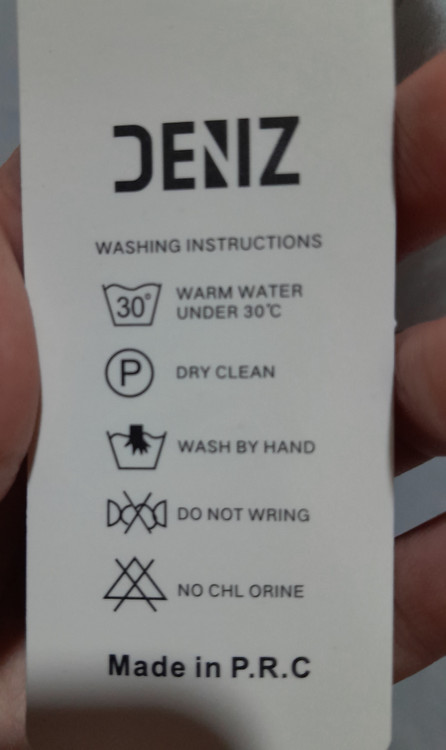 DENIZ
WASHING INSTRUCTIONS
30°
WARM WATER
UNDER 30℃
P
DRY CLEAN
WASH BY HAND
DO NOT WRING
NO CHL ORINE
Made in P.R.C